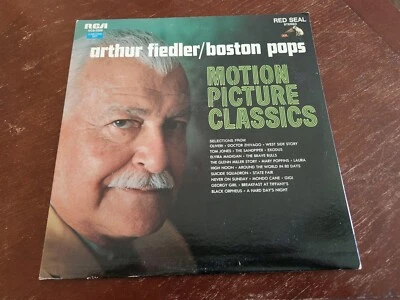 RCA
RED SEAL
STEREO
arthur fiedler/boston pops
MOTION
PICTURE
CLASSICS
SELECTIONS FROM
OLIVER! • DOCTOR ZHIVAGO • WEST SIDE STORY
TOM JONES • THE SANDPIPER • EXODUS
ELVIRA MADIGAN • THE BRAVE BULLS
THE GLENN MILLER STORY • MARY POPPINS • LAURA
HIGH NOON • AROUND THE WORLD IN 80 DAYS
SUICIDE SQUADRON • STATE FAIR
NEVER ON SUNDAY • MONDO CANE • GIGI
GEORGY GIRL • BREAKFAST AT TIFFANY'S
BLACK ORPHEUS • A HARD DAY'S NIGHT